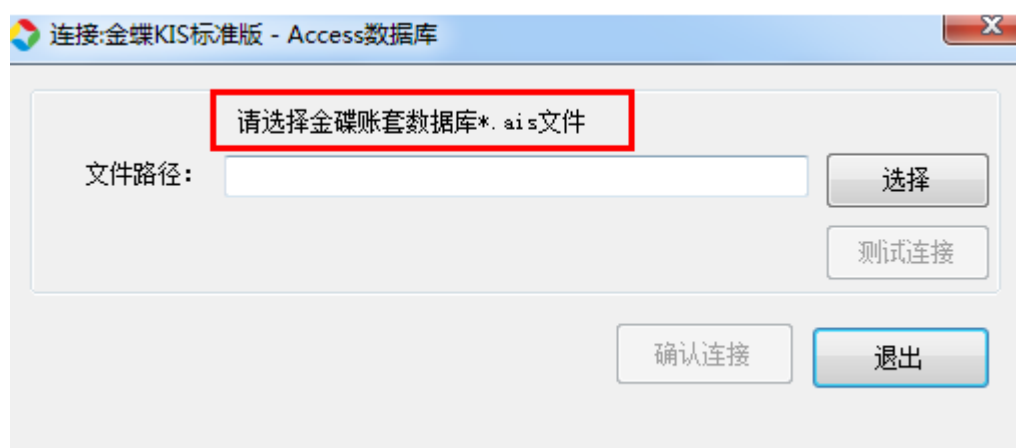 连接:金蝶KIS标准版 - Access数据库
请选择金碟账套数据库*.ais文件
文件路径：
选择
测试连接
确认连接
退出